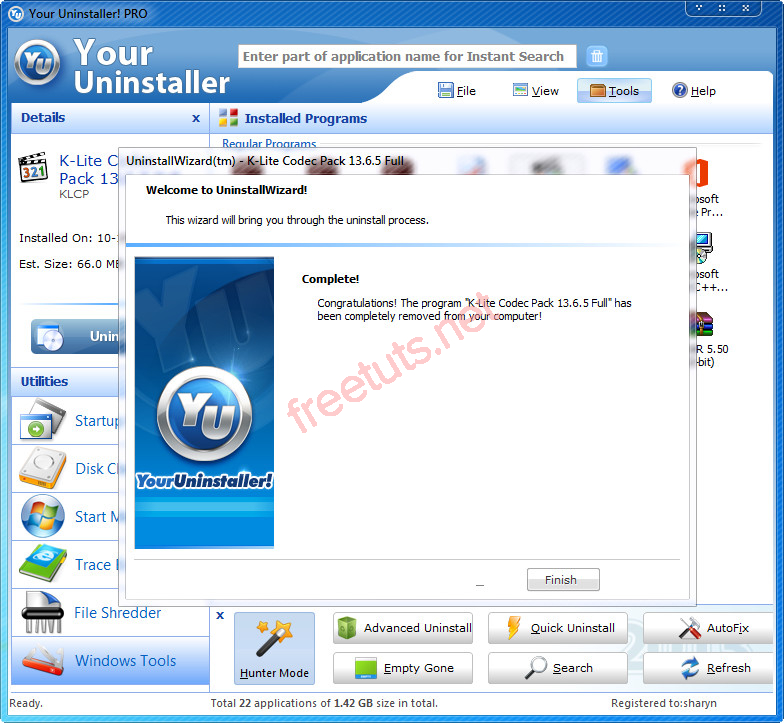 Your Uninstaller! PRO
YU
Your
Uninstaller
Enter part of application name for Instant Search
File
View
Tools
Help
Details
x
Installed Programs
Regular Programs
321
K-Lite C
Pack 13.
KLCP
Installed On: 10-
Est. Size: 66.0 MB
Unin
Utilities
Startup
Disk Cl
Start M
Trace
File Shredder
Windows Tools
UninstallWizard(tm) - K-Lite Codec Pack 13.6.5 Full
Welcome to UninstallWizard!
This wizard will bring you through the uninstall process.
YU
YourUninstaller!
Complete!
Congratulations! The program "K-Lite Codec Pack 13.6.5 Full" has
been completely removed from your computer!
freetuts.net
Finish
osoft
Pr...
osoft
C++...
R 5.50
-bit)
x
Hunter Mode
Advanced Uninstall
Quick Uninstall
AutoFix
Empty Gone
Search
Refresh
Ready.
Total 22 applications of 1.42 GB size in total.
Registered to:sharyn